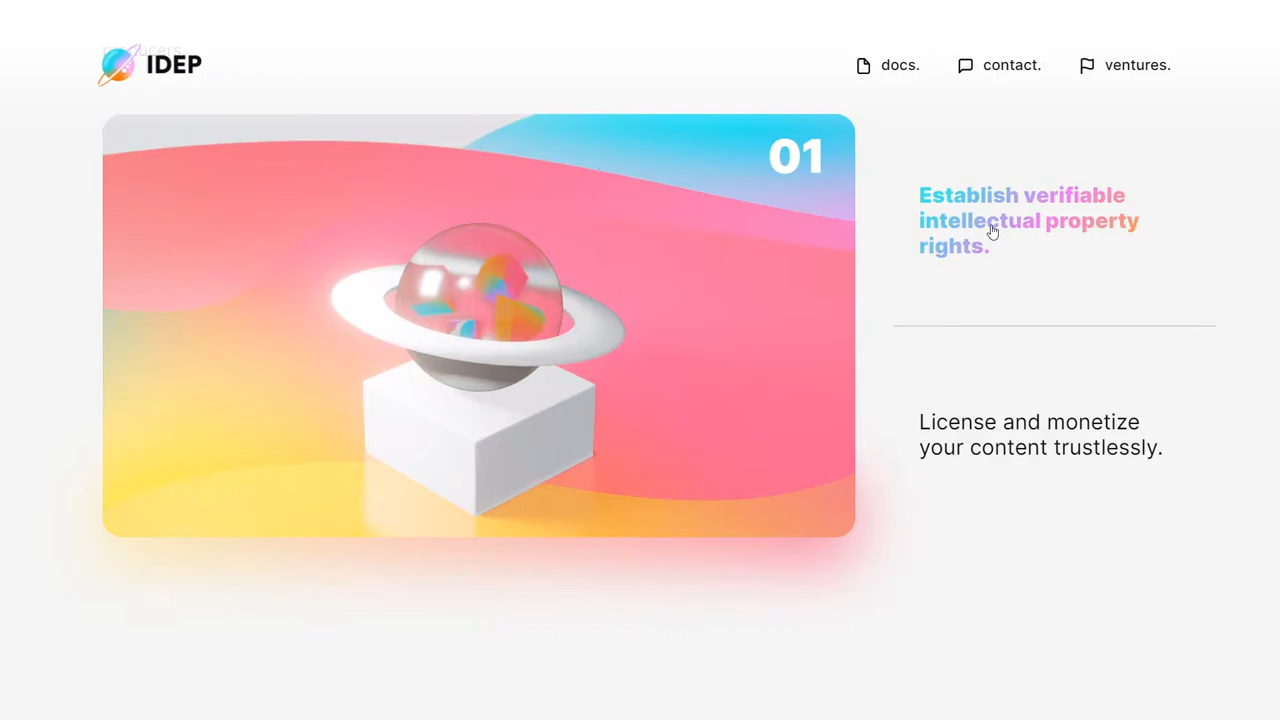 IDEP
docs.
contact.
ventures.
01
Establish verifiable
intellectual property
rights.
License and monetize
your content trustlessly.